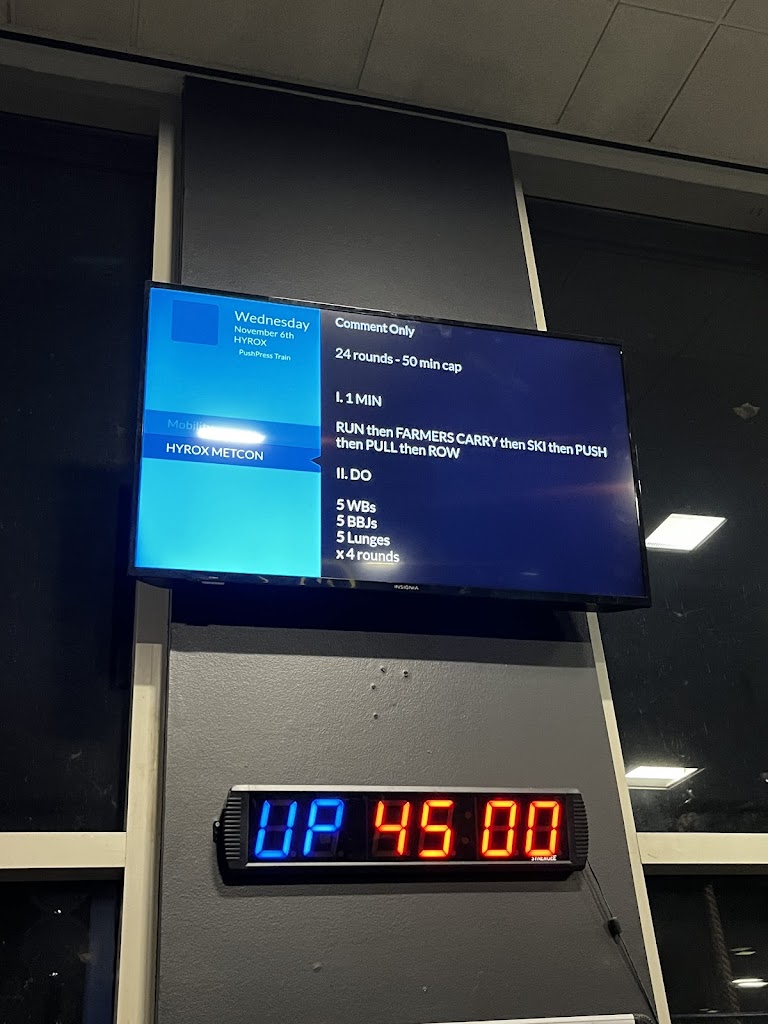 Wednesday
November 6th
HYROX
PushPress Train
Mobility
HYROX METCON
Comment Only
24 rounds - 50 min cap
I. 1 MIN
RUN then FARMERS CARRY then SKI then PUSH
then PULL then ROW
II. DO
5 WBs
5 BBJs
5 Lunges
x 4 rounds
INSIGNIA
UP 45 00